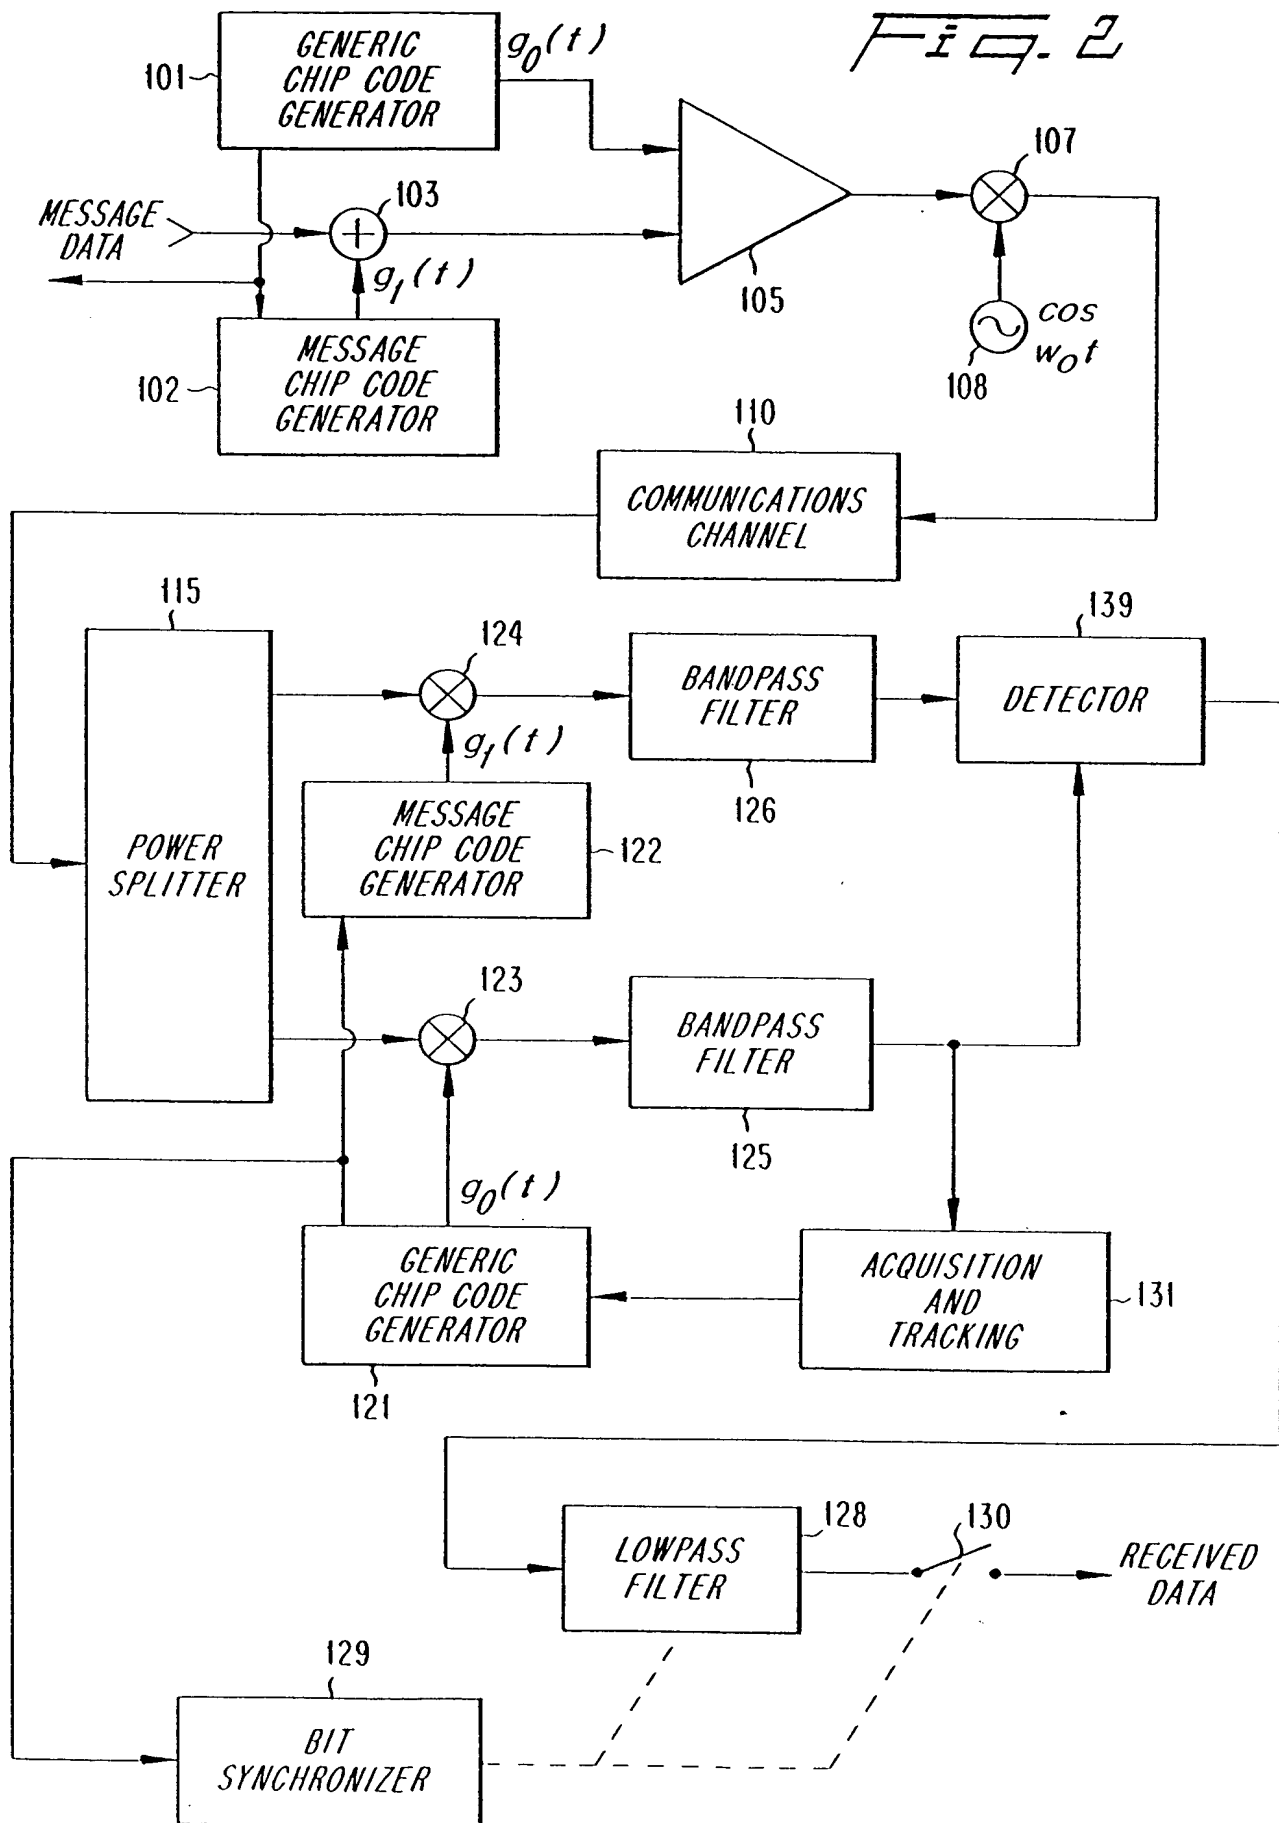 Fig. 2
GENERIC
CHIP CODE
GENERATOR
101
g0(t)
107
103
MESSAGE
DATA
g1(t)
105
cos
w0t
108
MESSAGE
CHIP CODE
GENERATOR
102
110
COMMUNICATIONS
CHANNEL
115
124
139
POWER
SPLITTER
BANDPASS
FILTER
126
DETECTOR
g1(t)
MESSAGE
CHIP CODE
GENERATOR
122
123
BANDPASS
FILTER
125
g0(t)
GENERIC
CHIP CODE
GENERATOR
121
ACQUISITION
AND
TRACKING
131
LOWPASS
FILTER
128
130
RECEIVED
DATA
129
BIT
SYNCHRONIZER